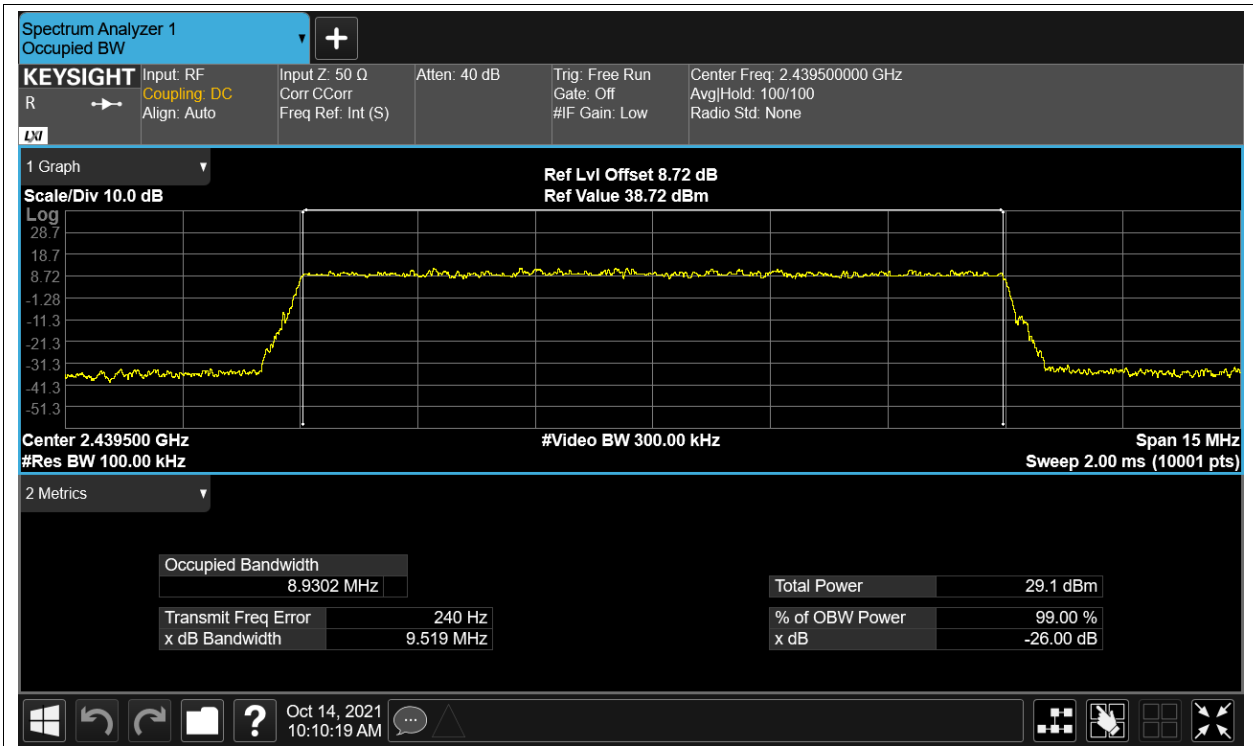 Spectrum Analyzer 1
Occupied BW
KEYSIGHT
R
LXI
Input: RF
Coupling: DC
Align: Auto
Input Z: 50 Ω
Corr CCorr
Freq Ref: Int (S)
Atten: 40 dB
Trig: Free Run
Gate: Off
#IF Gain: Low
Center Freq: 2.439500000 GHz
Avg|Hold: 100/100
Radio Std: None
1 Graph
Scale/Div 10.0 dB
Ref Lvl Offset 8.72 dB
Ref Value 38.72 dBm
Log
28.7
18.7
8.72
-1.28
-11.3
-21.3
-31.3
-41.3
-51.3
Center 2.439500 GHz
#Video BW 300.00 kHz
Span 15 MHz
#Res BW 100.00 kHz
Sweep 2.00 ms (10001 pts)
2 Metrics
Occupied Bandwidth
8.9302 MHz
Total Power 29.1 dBm
Transmit Freq Error 240 Hz
% of OBW Power 99.00 %
x dB Bandwidth 9.519 MHz
x dB -26.00 dB
?
Oct 14, 2021
10:10:19 AM